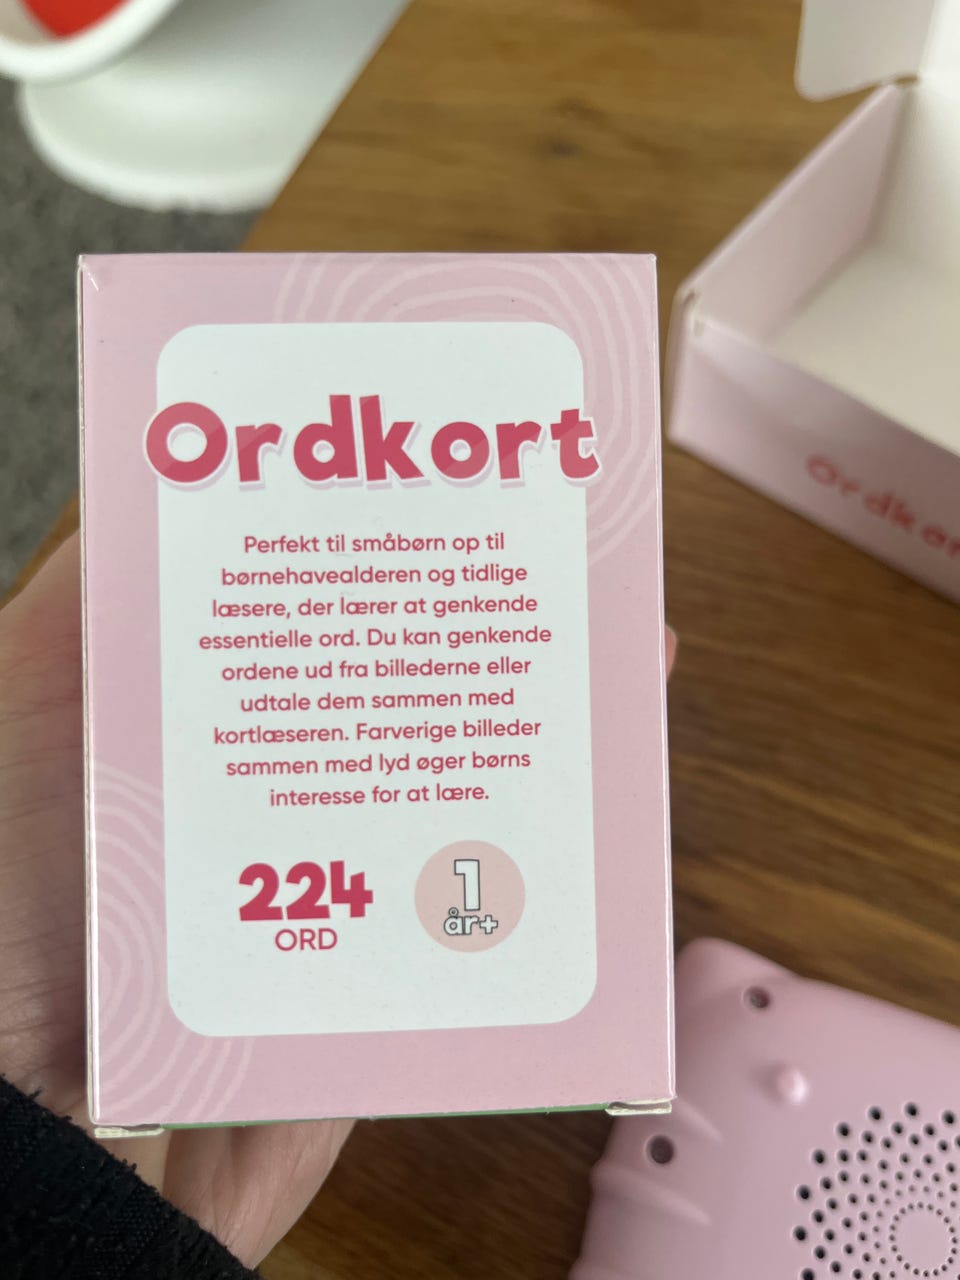 Ordkort
Perfekt til småbørn op til
børnehavealderen og tidlige
læsere, der lærer at genkende
essentielle ord. Du kan genkende
ordene ud fra billederne eller
udtale dem sammen med
kortlæseren. Farverige billeder
sammen med lyd øger børns
interesse for at lære.
224
ORD
1
år+
Ordkor